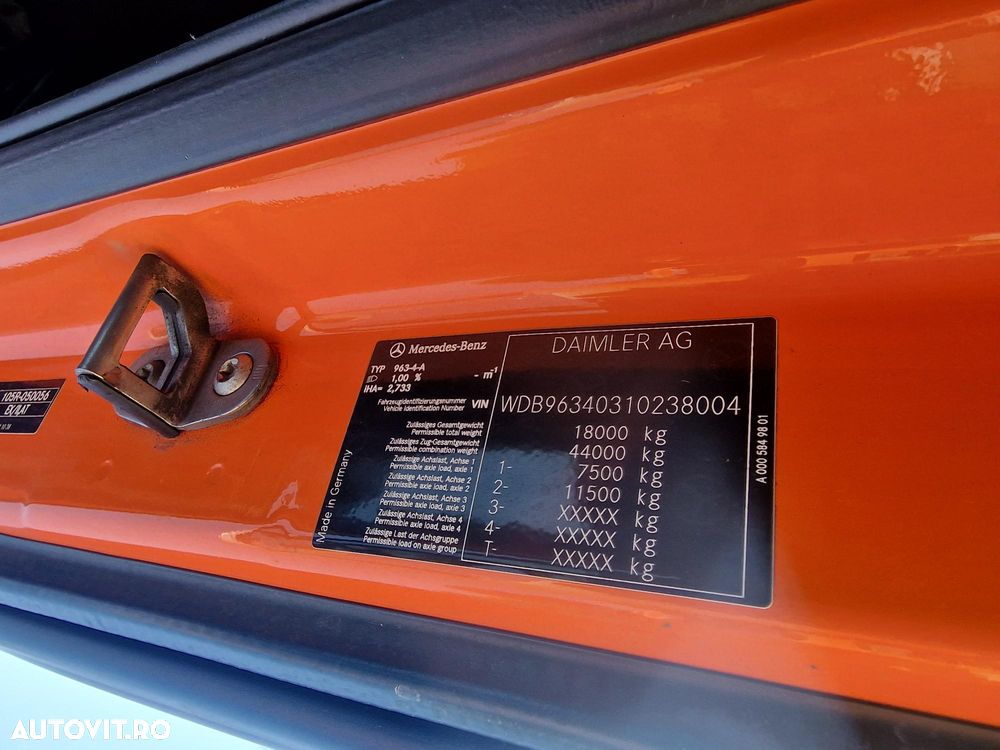 Mercedes-Benz
DAIMLER AG
TYP 963-4-A
1,00 % - m⁻¹
IHA= 2,733
Fahrzeugidentifizierungsnummer
Vehicle Identification Number VIN WDB96340310238004
Zulässiges Gesamtgewicht
Permissible total weight 18000 kg
Zulässiges Zug-Gesamtgewicht
Permissible combination weight 44000 kg
Zulässige Achslast, Achse 1
Permissible axle load, axle 1 1- 7500 kg
Zulässige Achslast, Achse 2
Permissible axle load, axle 2 2- 11500 kg
Zulässige Achslast, Achse 3
Permissible axle load, axle 3 3- XXXXX kg
Zulässige Achslast, Achse 4
Permissible axle load, axle 4 4- XXXXX kg
Zulässige Last der Achsgruppe
Permissible load on axle group T- XXXXX kg
Made in Germany
A 000 584 98 01
105R-050056
AUTOVIT.RO